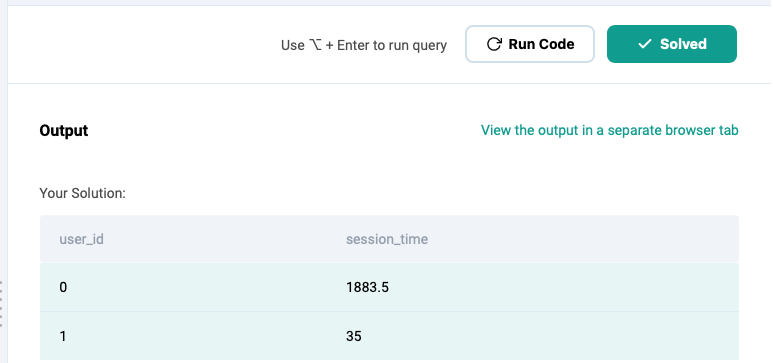 Use ⌥ + Enter to run query
Run Code
Solved
Output
View the output in a separate browser tab
Your Solution:
user_id session_time
0 1883.5
1 35